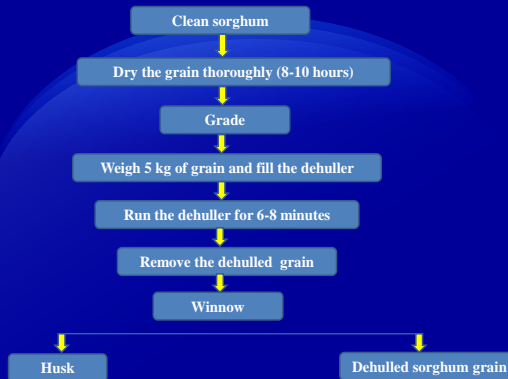 Clean sorghum
Dry the grain thoroughly (8-10 hours)
Grade
Weigh 5 kg of grain and fill the dehuller
Run the dehuller for 6-8 minutes
Remove the dehulled grain
Winnow
Husk
Dehulled sorghum grain